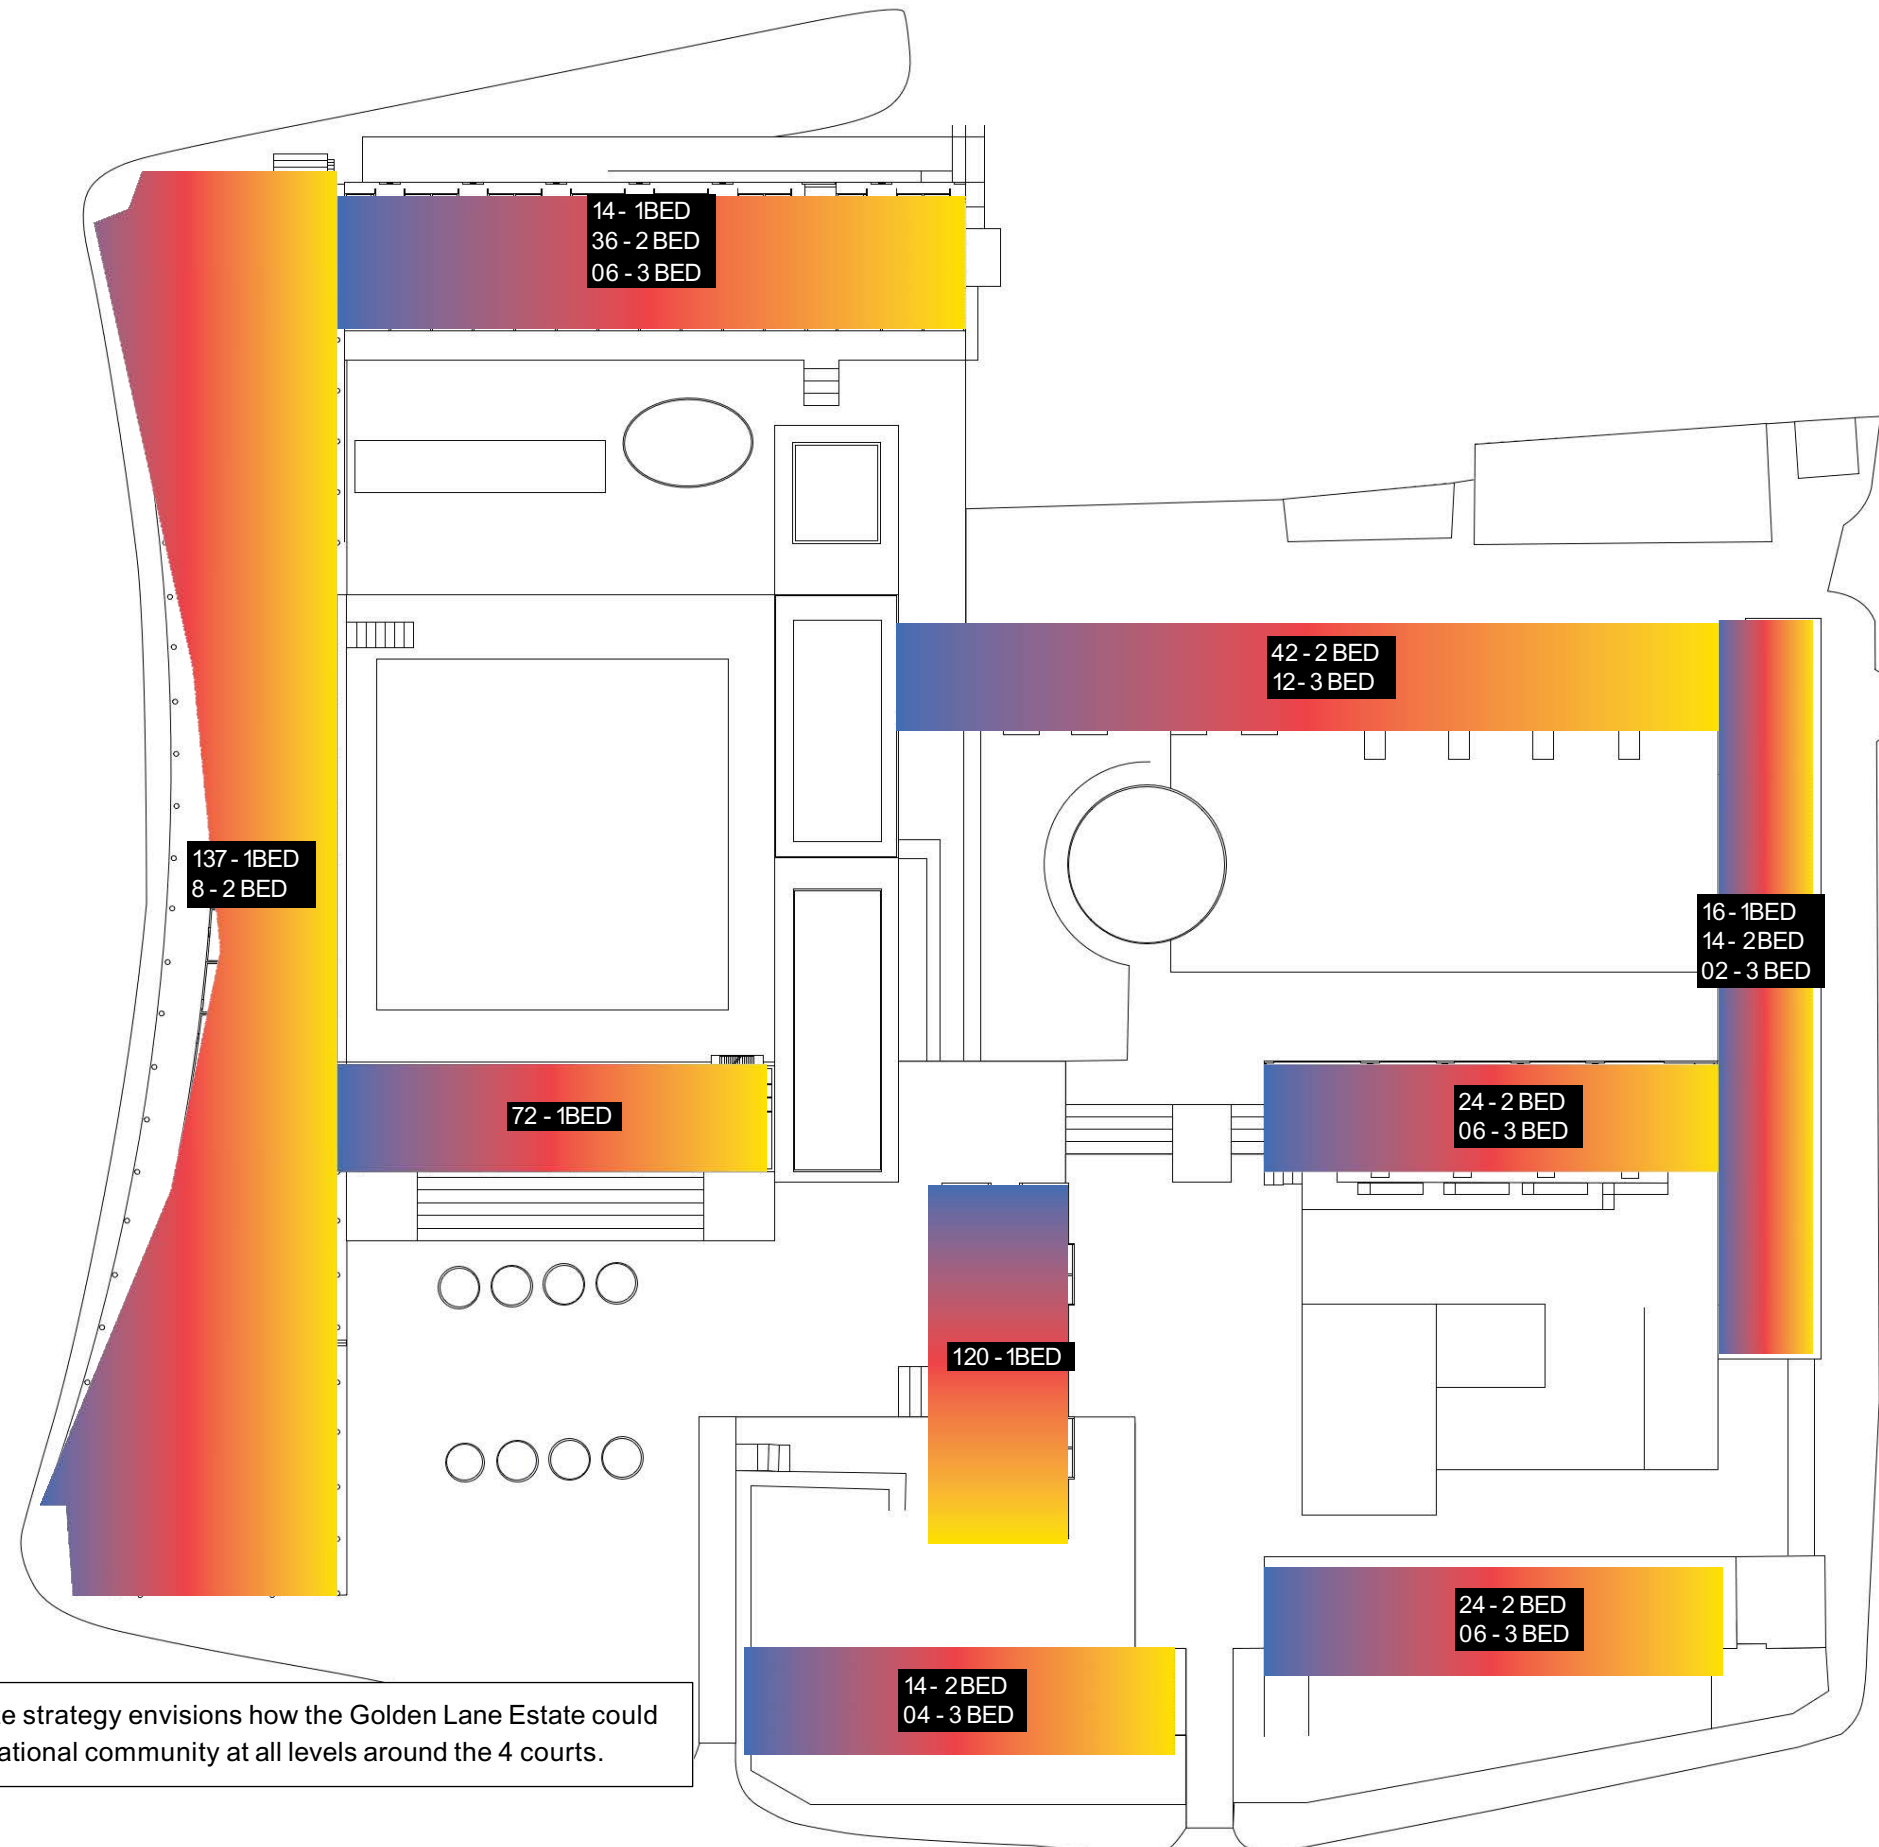 14 - 1BED
36 - 2 BED
06 - 3 BED
42 - 2 BED
12 - 3 BED
137 - 1BED
8 - 2 BED
16 - 1BED
14 - 2BED
02 - 3 BED
72 - 1BED
24 - 2 BED
06 - 3 BED
120 - 1BED
24 - 2 BED
06 - 3 BED
14 - 2BED
04 - 3 BED
strategy envisions how the Golden Lane Estate could
community at all levels around the 4 courts.